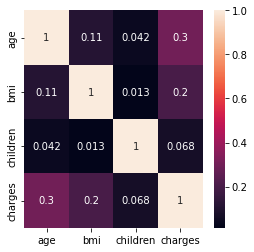 age 1 0.11 0.042 0.3
bmi 0.11 1 0.013 0.2
children 0.042 0.013 1 0.068
charges 0.3 0.2 0.068 1
age bmi children charges
1.0
0.8
0.6
0.4
0.2